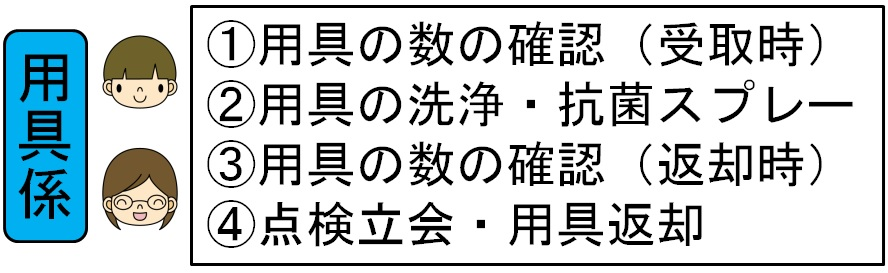 用具係
①用具の数の確認（受取時）
②用具の洗浄・抗菌スプレー
③用具の数の確認（返却時）
④点検立会・用具返却